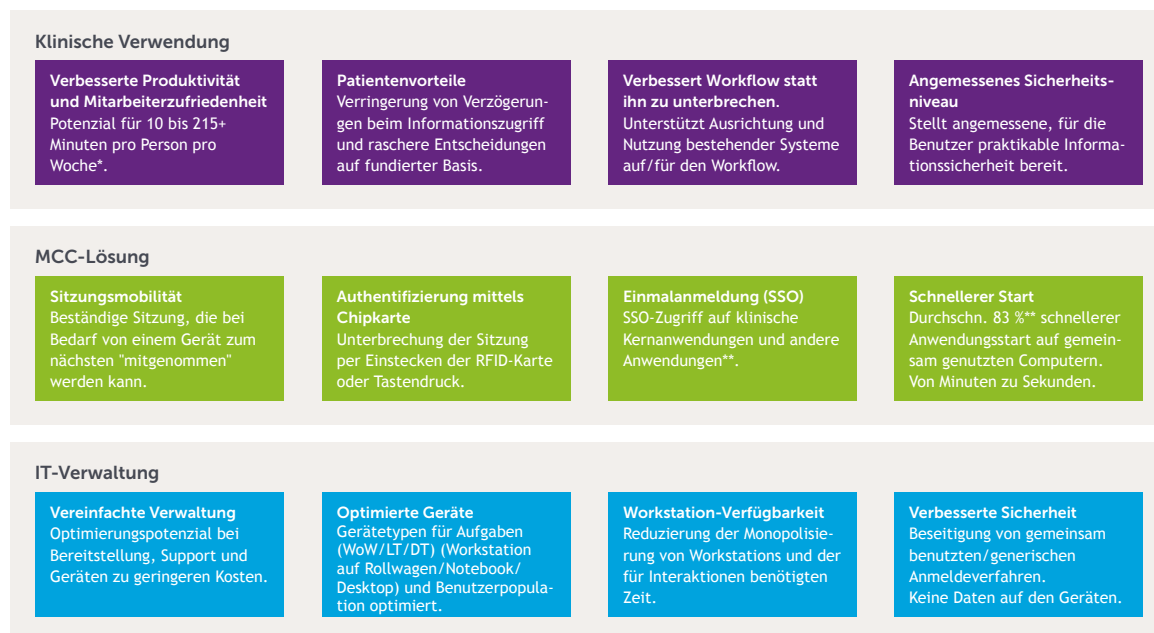 Klinische Verwendung
Verbesserte Produktivität
und Mitarbeiterzufriedenheit
Potenzial für 10 bis 215+
Minuten pro Person pro
Woche*.
Patientenvorteile
Verringerung von Verzögerun-
gen beim Informationszugriff
und raschere Entscheidungen
auf fundierter Basis.
Verbessert Workflow statt
ihn zu unterbrechen.
Unterstützt Ausrichtung und
Nutzung bestehender Systeme
auf/für den Workflow.
Angemessenes Sicherheits-
niveau
Stellt angemessene, für die
Benutzer praktikable Informa-
tionssicherheit bereit.
MCC-Lösung
Sitzungsmobilität
Beständige Sitzung, die bei
Bedarf von einem Gerät zum
nächsten "mitgenommen"
werden kann.
Authentifizierung mittels
Chipkarte
Unterbrechung der Sitzung
per Einstecken der RFID-Karte
oder Tastendruck.
Einmalanmeldung (SSO)
SSO-Zugriff auf klinische
Kernanwendungen und andere
Anwendungen**.
Schnellerer Start
Durchschn. 83 %** schnellerer
Anwendungsstart auf gemein-
sam genutzten Computern.
Von Minuten zu Sekunden.
IT-Verwaltung
Vereinfachte Verwaltung
Optimierungspotenzial bei
Bereitstellung, Support und
Geräten zu geringeren Kosten.
Optimierte Geräte
Gerätetypen für Aufgaben
(WoW/LT/DT) (Workstation
auf Rollwagen/Notebook/
Desktop) und Benutzerpopula-
tion optimiert.
Workstation-Verfügbarkeit
Reduzierung der Monopolisie-
rung von Workstations und der
für Interaktionen benötigten
Zeit.
Verbesserte Sicherheit
Beseitigung von gemeinsam
benutzten/generischen
Anmeldeverfahren.
Keine Daten auf den Geräten.